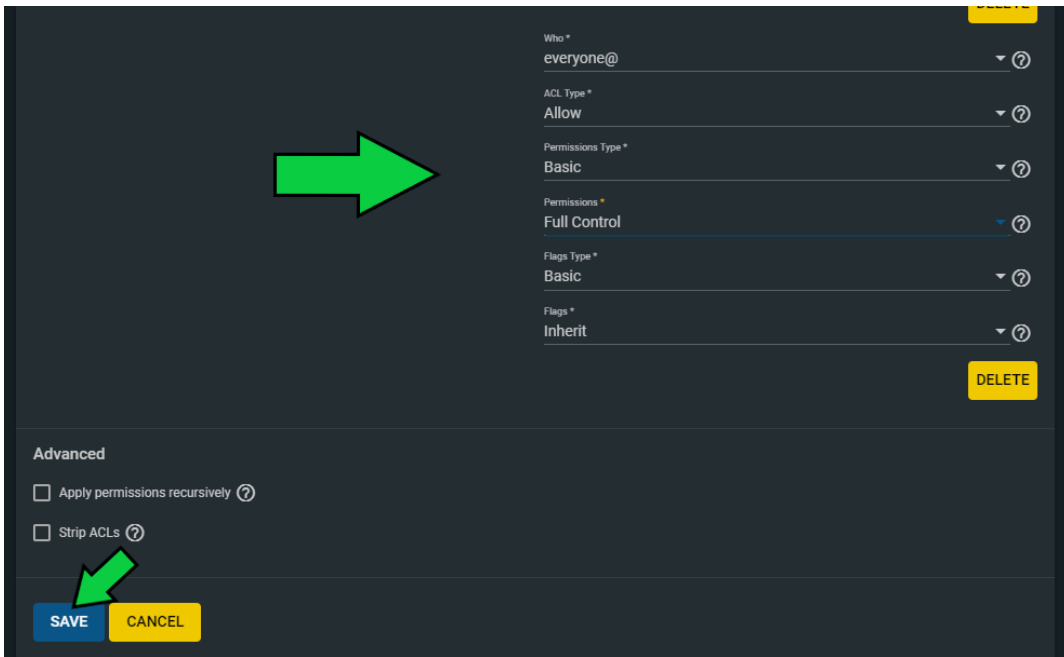 DELETE
Who *
everyone@
ACL Type *
Allow
Permissions Type *
Basic
Permissions *
Full Control
Flags Type *
Basic
Flags *
Inherit
DELETE
Advanced
Apply permissions recursively
Strip ACLs
SAVE CANCEL